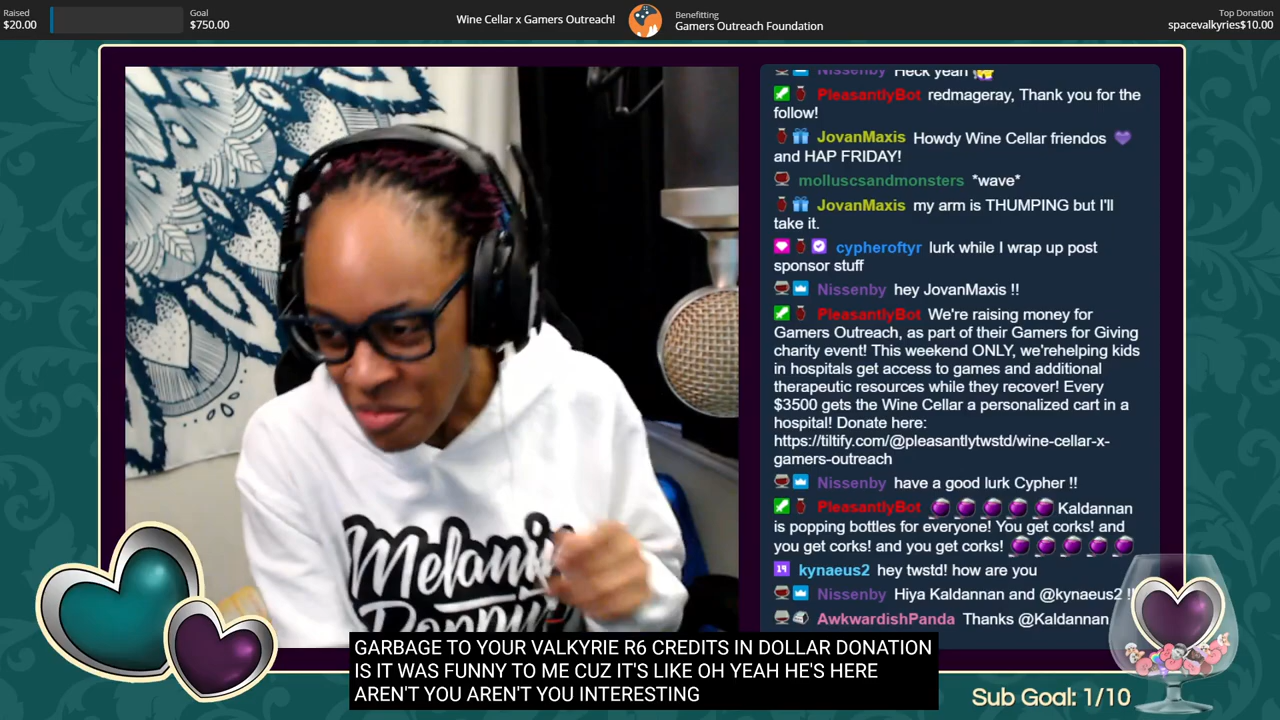 Raised
$20.00
Goal
$750.00
Wine Cellar x Gamers Outreach!
Benefitting
Gamers Outreach Foundation
Top Donation
spacevalkyries$10.00
Nissenby Heck yeah
PleasantlyBot redmageray, Thank you for the
follow!
JovanMaxis Howdy Wine Cellar friendos
and HAP FRIDAY!
molluscsandmonsters *wave*
JovanMaxis my arm is THUMPING but I'll
take it.
cypheroftyr lurk while I wrap up post
sponsor stuff
Nissenby hey JovanMaxis !!
PleasantlyBot We're raising money for
Gamers Outreach, as part of their Gamers for Giving
charity event! This weekend ONLY, we'rehelping kids
in hospitals get access to games and additional
therapeutic resources while they recover! Every
$3500 gets the Wine Cellar a personalized cart in a
hospital! Donate here:
https://tiltify.com/@pleasantlytwstd/wine-cellar-x-
gamers-outreach
Nissenby have a good lurk Cypher !!
PleasantlyBot Kaldannan
is popping bottles for everyone! You get corks! and
you get corks! and you get corks!
19 kynaeus2 hey twstd! how are you
Nissenby Hiya Kaldannan and @kynaeus2 !!
AwkwardishPanda Thanks @Kaldannan
Melanin
Poppin
GARBAGE TO YOUR VALKYRIE R6 CREDITS IN DOLLAR DONATION
IS IT WAS FUNNY TO ME CUZ IT'S LIKE OH YEAH HE'S HERE
AREN'T YOU AREN'T YOU INTERESTING
Sub Goal: 1/10